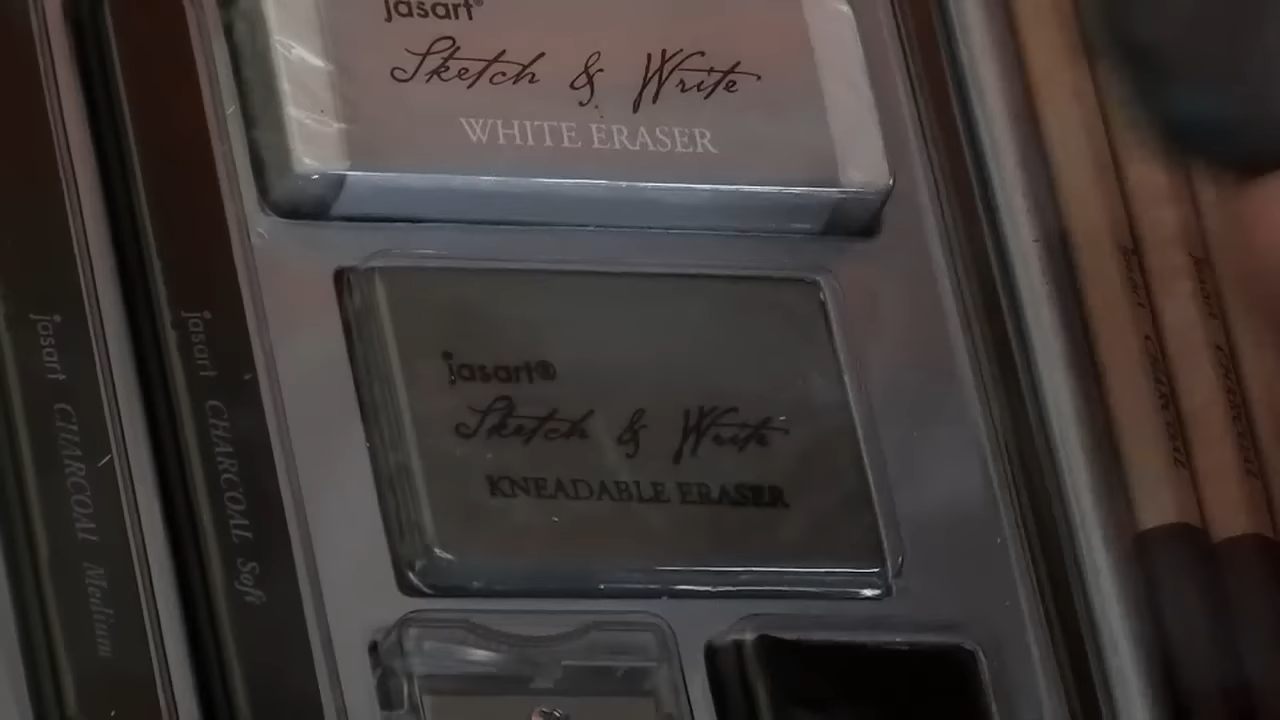 jasart®
Sketch & Write
WHITE ERASER
jasart®
Sketch & Write
KNEADABLE ERASER
jasart CHARCOAL Medium
jasart CHARCOAL Soft